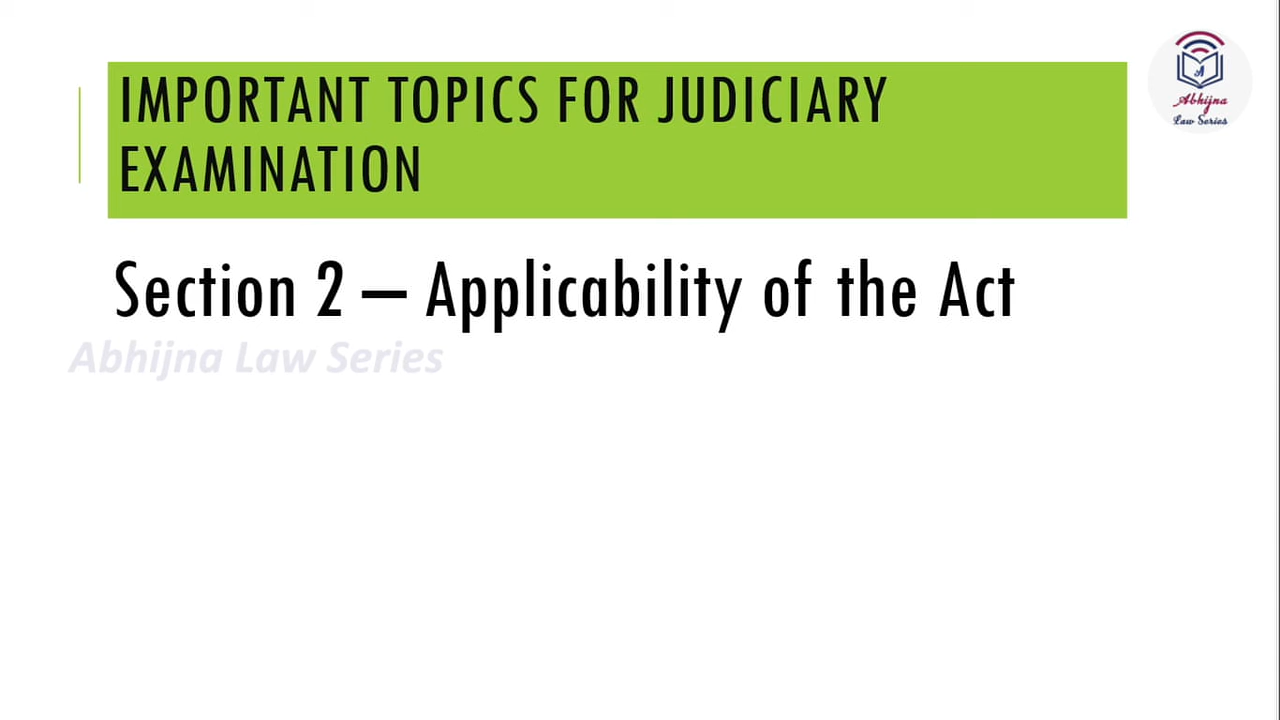 IMPORTANT TOPICS FOR JUDICIARY
EXAMINATION
A
Abhijna
Law Series
Section 2 – Applicability of the Act
Abhijna Law Series